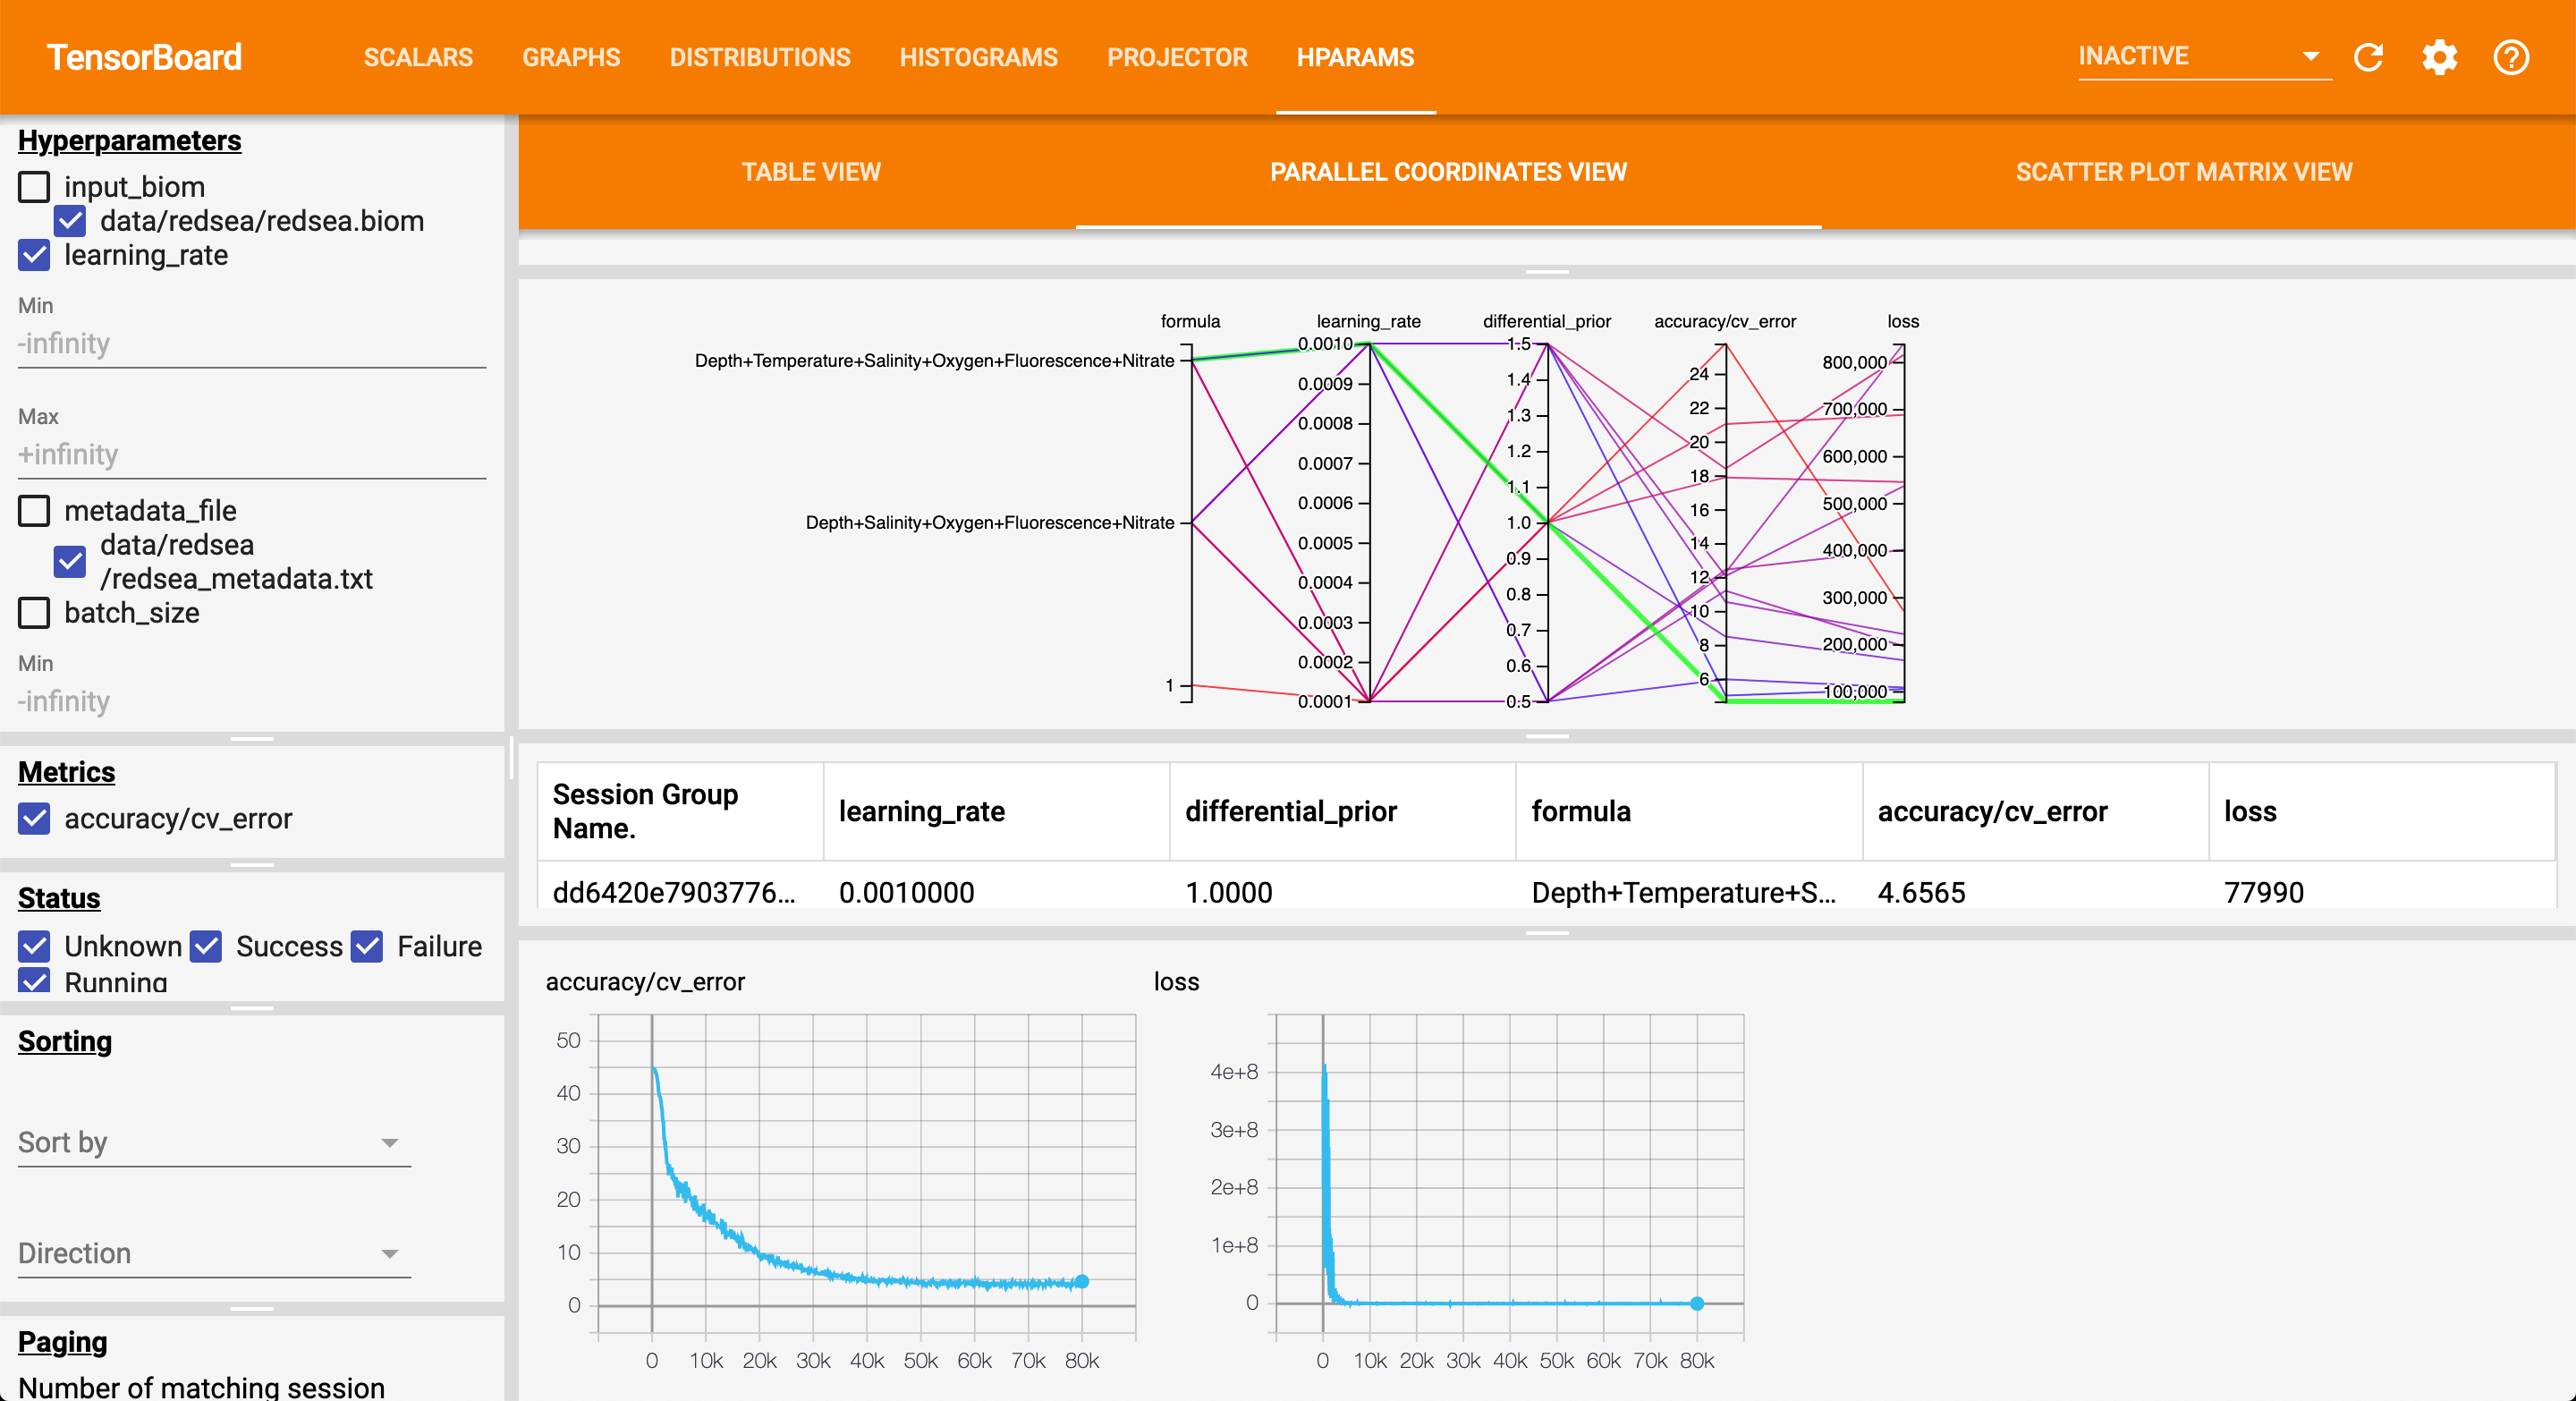 TensorBoard
SCALARS
GRAPHS
DISTRIBUTIONS
HISTOGRAMS
PROJECTOR
HPARAMS
INACTIVE
Hyperparameters
input_biom
data/redsea/redsea.biom
learning_rate
Min
-infinity
Max
+infinity
metadata_file
data/redsea
/redsea_metadata.txt
batch_size
Min
-infinity
Metrics
accuracy/cv_error
Status
Unknown Success Failure
Running
Sorting
Sort by
Direction
Paging
Number of matching session
TABLE VIEW
PARALLEL COORDINATES VIEW
SCATTER PLOT MATRIX VIEW
formula
Depth+Temperature+Salinity+Oxygen+Fluorescence+Nitrate
Depth+Salinity+Oxygen+Fluorescence+Nitrate
1
learning_rate
0.0010
0.0009
0.0008
0.0007
0.0006
0.0005
0.0004
0.0003
0.0002
0.0001
differential_prior
1.5
1.4
1.3
1.2
1.1
1.0
0.9
0.8
0.7
0.6
0.5
accuracy/cv_error
24
22
20
18
16
14
12
10
8
6
loss
800,000
700,000
600,000
500,000
400,000
300,000
200,000
100,000
Session Group
Name.
learning_rate
differential_prior
formula
accuracy/cv_error
loss
dd6420e7903776... 0.0010000 1.0000 Depth+Temperature+S... 4.6565 77990
accuracy/cv_error
50
40
30
20
10
0
0 10k 20k 30k 40k 50k 60k 70k 80k
loss
4e+8
3e+8
2e+8
1e+8
0
0 10k 20k 30k 40k 50k 60k 70k 80k